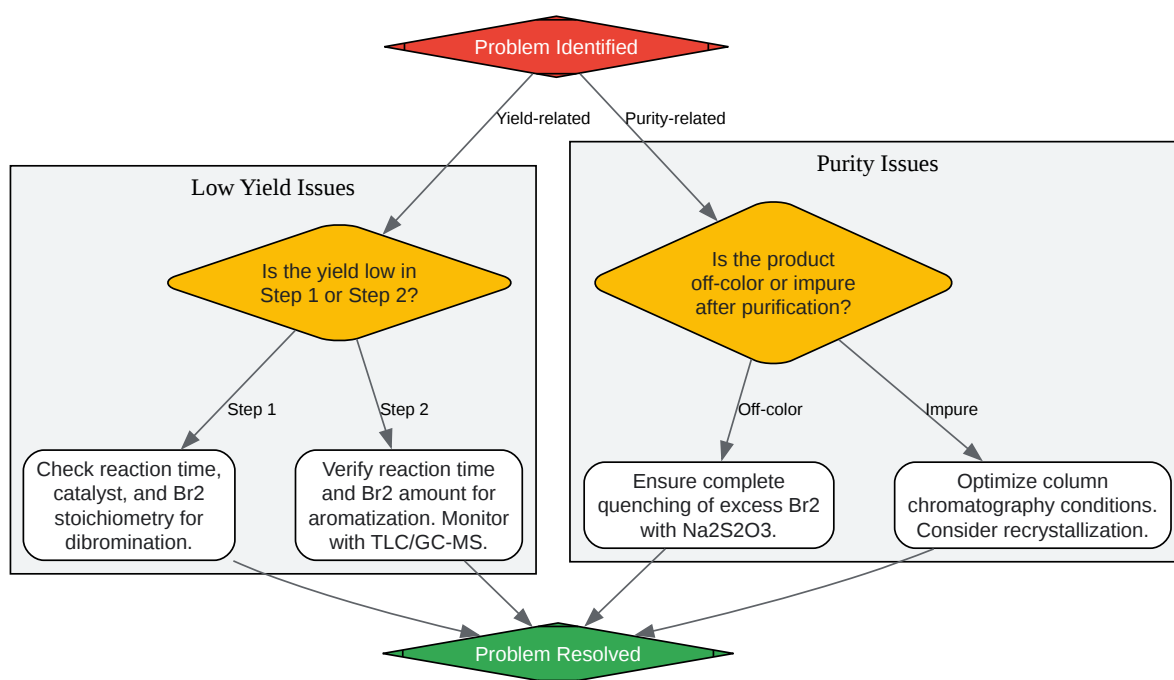 Problem Identified
Yield-related
Purity-related
Low Yield Issues
Purity Issues
Is the yield low in
Step 1 or Step 2?
Is the product
off-color or impure
after purification?
Step 1
Step 2
Off-color
Impure
Check reaction time,
catalyst, and Br2
stoichiometry for
dibromination.
Verify reaction time
and Br2 amount for
aromatization. Monitor
with TLC/GC-MS.
Ensure complete
quenching of excess Br2
with Na2S2O3.
Optimize column
chromatography conditions.
Consider recrystallization.
Problem Resolved